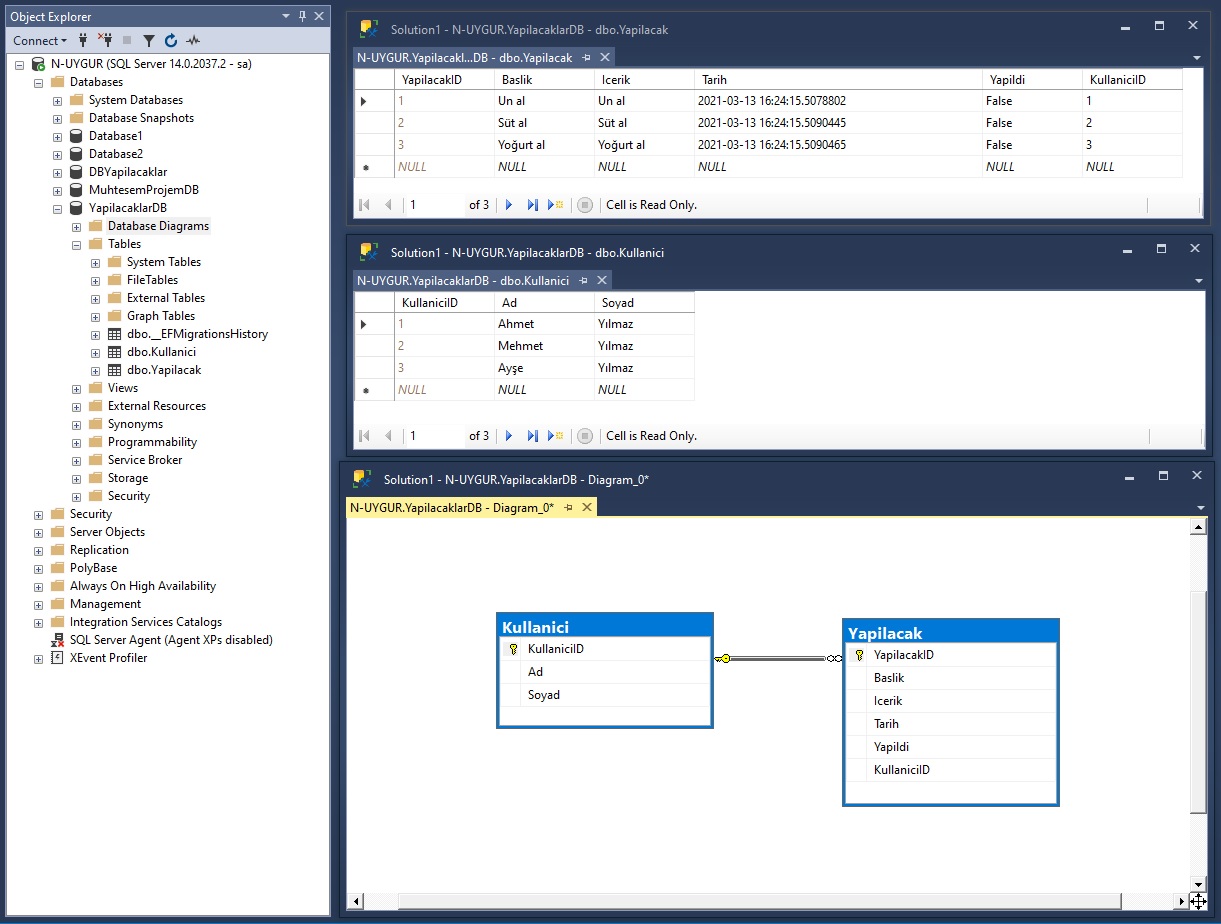 Object Explorer
Connect
N-UYGUR (SQL Server 14.0.2037.2 - sa)
Databases
System Databases
Database Snapshots
Database1
Database2
DBYapilacaklar
MuhtesemProjemDB
YapilacaklarDB
Database Diagrams
Tables
System Tables
FileTables
External Tables
Graph Tables
dbo.__EFMigrationsHistory
dbo.Kullanici
dbo.Yapilacak
Views
External Resources
Synonyms
Programmability
Service Broker
Storage
Security
Security
Server Objects
Replication
PolyBase
Always On High Availability
Management
Integration Services Catalogs
SQL Server Agent (Agent XPs disabled)
XEvent Profiler
Solution1 - N-UYGUR.YapilacaklarDB - dbo.Yapilacak
N-UYGUR.Yapilacakl...DB - dbo.Yapilacak
YapilacakID Baslik Icerik Tarih Yapildi KullaniciID
1 Un al Un al 2021-03-13 16:24:15.5078802 False 1
2 Süt al Süt al 2021-03-13 16:24:15.5090445 False 2
3 Yoğurt al Yoğurt al 2021-03-13 16:24:15.5090465 False 3
NULL NULL NULL NULL NULL NULL
1 of 3 Cell is Read Only.
Solution1 - N-UYGUR.YapilacaklarDB - dbo.Kullanici
N-UYGUR.YapilacaklarDB - dbo.Kullanici
KullaniciID Ad Soyad
1 Ahmet Yılmaz
2 Mehmet Yılmaz
3 Ayşe Yılmaz
NULL NULL NULL
1 of 3 Cell is Read Only.
Solution1 - N-UYGUR.YapilacaklarDB - Diagram_0*
N-UYGUR.YapilacaklarDB - Diagram_0*
Kullanici
KullaniciID
Ad
Soyad
Yapilacak
YapilacakID
Baslik
Icerik
Tarih
Yapildi
KullaniciID